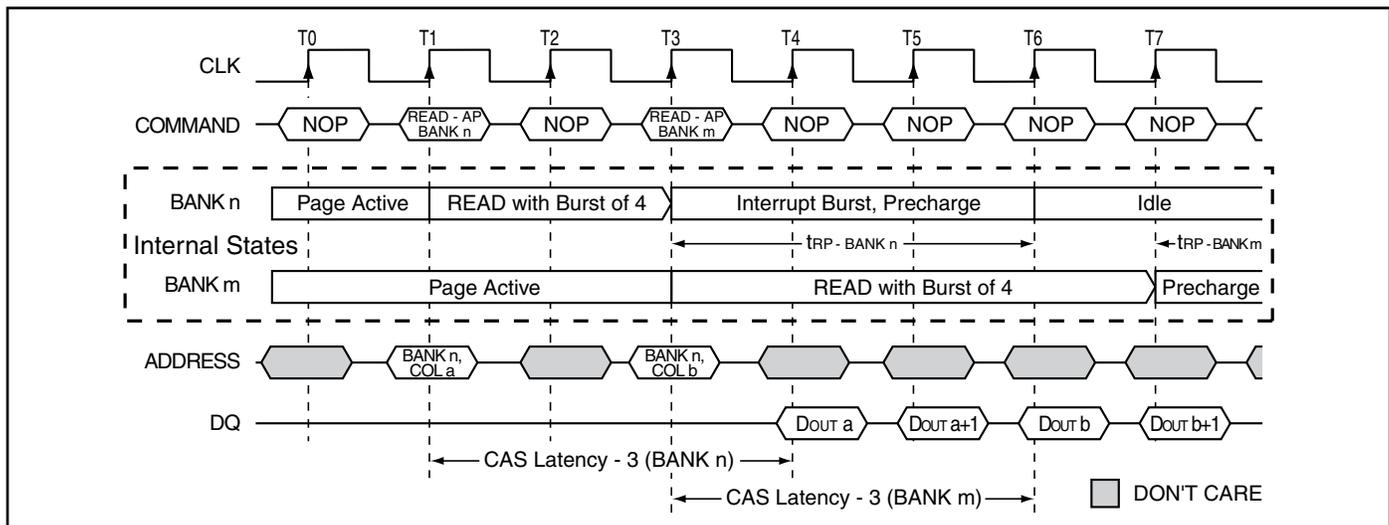 T0 T1 T2 T3 T4 T5 T6 T7
CLK
COMMAND NOP READ - AP BANK n NOP READ - AP BANK m NOP NOP NOP NOP
BANK n Page Active READ with Burst of 4 Interrupt Burst, Precharge Idle
Internal States tRP - BANK n tRP - BANK m
BANK m Page Active READ with Burst of 4 Precharge
ADDRESS BANK n, COL a BANK n, COL b
DQ DOUT a DOUT a+1 DOUT b DOUT b+1
CAS Latency - 3 (BANK n)
CAS Latency - 3 (BANK m) DON'T CARE